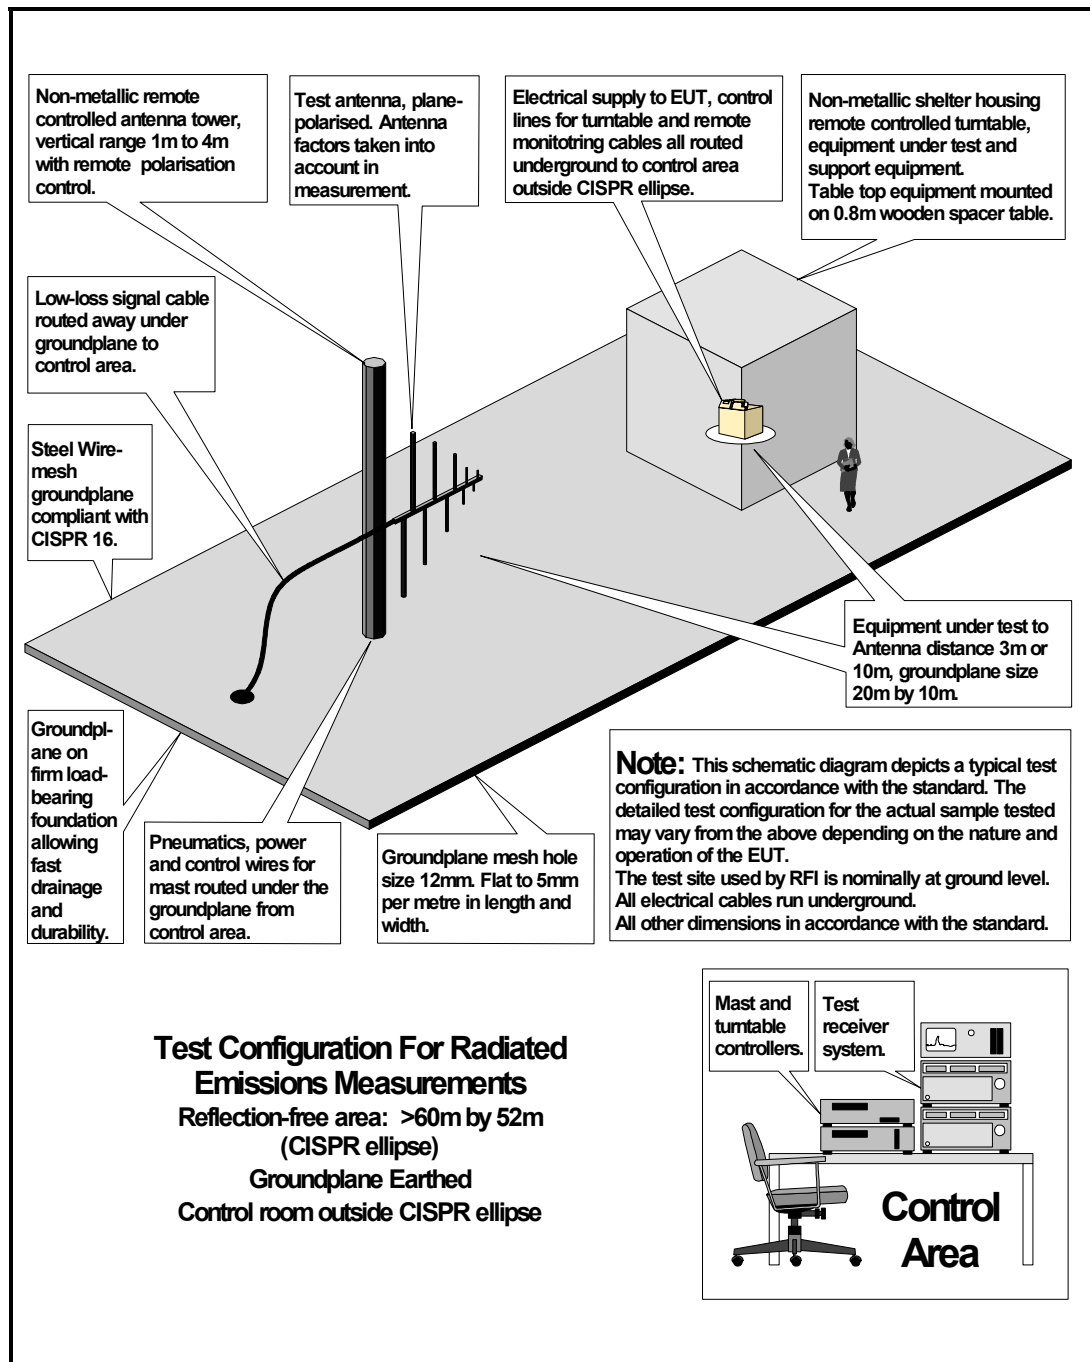 Non-metallic remote
controlled antenna tower,
vertical range 1m to 4m
with remote polarisation
control.
Test antenna, plane-
polarised. Antenna
factors taken into
account in
measurement.
Electrical supply to EUT, control
lines for turntable and remote
monitotring cables all routed
underground to control area
outside CISPR ellipse.
Non-metallic shelter housing
remote controlled turntable,
equipment under test and
support equipment.
Table top equipment mounted
on 0.8m wooden spacer table.
Low-loss signal cable
routed away under
groundplane to
control area.
Steel Wire-
mesh
groundplane
compliant with
CISPR 16.
Equipment under test to
Antenna distance 3m or
10m, groundplane size
20m by 10m.
Groundpl-
ane on
firm load-
bearing
foundation
allowing
fast
drainage
and
durability.
Pneumatics, power
and control wires for
mast routed under the
groundplane from
control area.
Groundplane mesh hole
size 12mm. Flat to 5mm
per metre in length and
width.
Note: This schematic diagram depicts a typical test
configuration in accordance with the standard. The
detailed test configuration for the actual sample tested
may vary from the above depending on the nature and
operation of the EUT.
The test site used by RFI is nominally at ground level.
All electrical cables run underground.
All other dimensions in accordance with the standard.
Test Configuration For Radiated
Emissions Measurements
Reflection-free area: >60m by 52m
(CISPR ellipse)
Groundplane Earthed
Control room outside CISPR ellipse
Mast and
turntable
controllers.
Test
receiver
system.
Control
Area